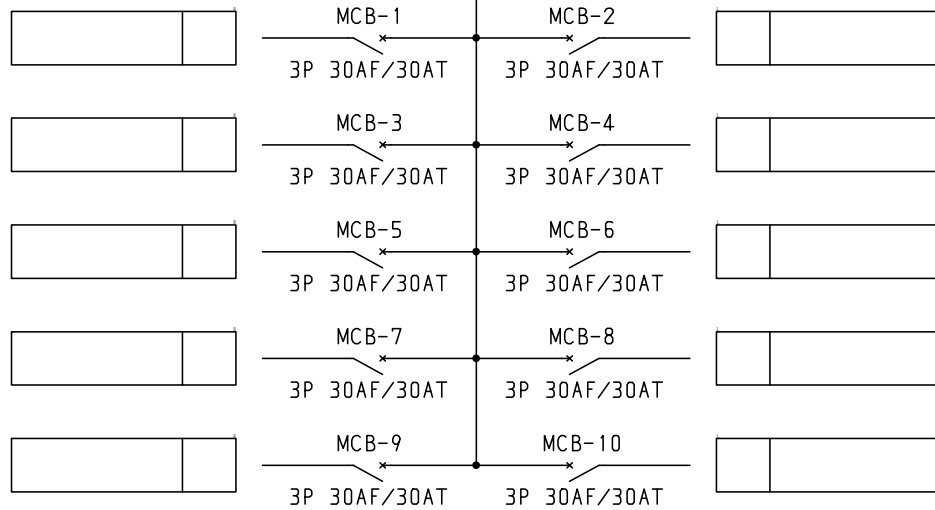 MCB-1 MCB-2
3P 30AF/30AT 3P 30AF/30AT
MCB-3 MCB-4
3P 30AF/30AT 3P 30AF/30AT
MCB-5 MCB-6
3P 30AF/30AT 3P 30AF/30AT
MCB-7 MCB-8
3P 30AF/30AT 3P 30AF/30AT
MCB-9 MCB-10
3P 30AF/30AT 3P 30AF/30AT